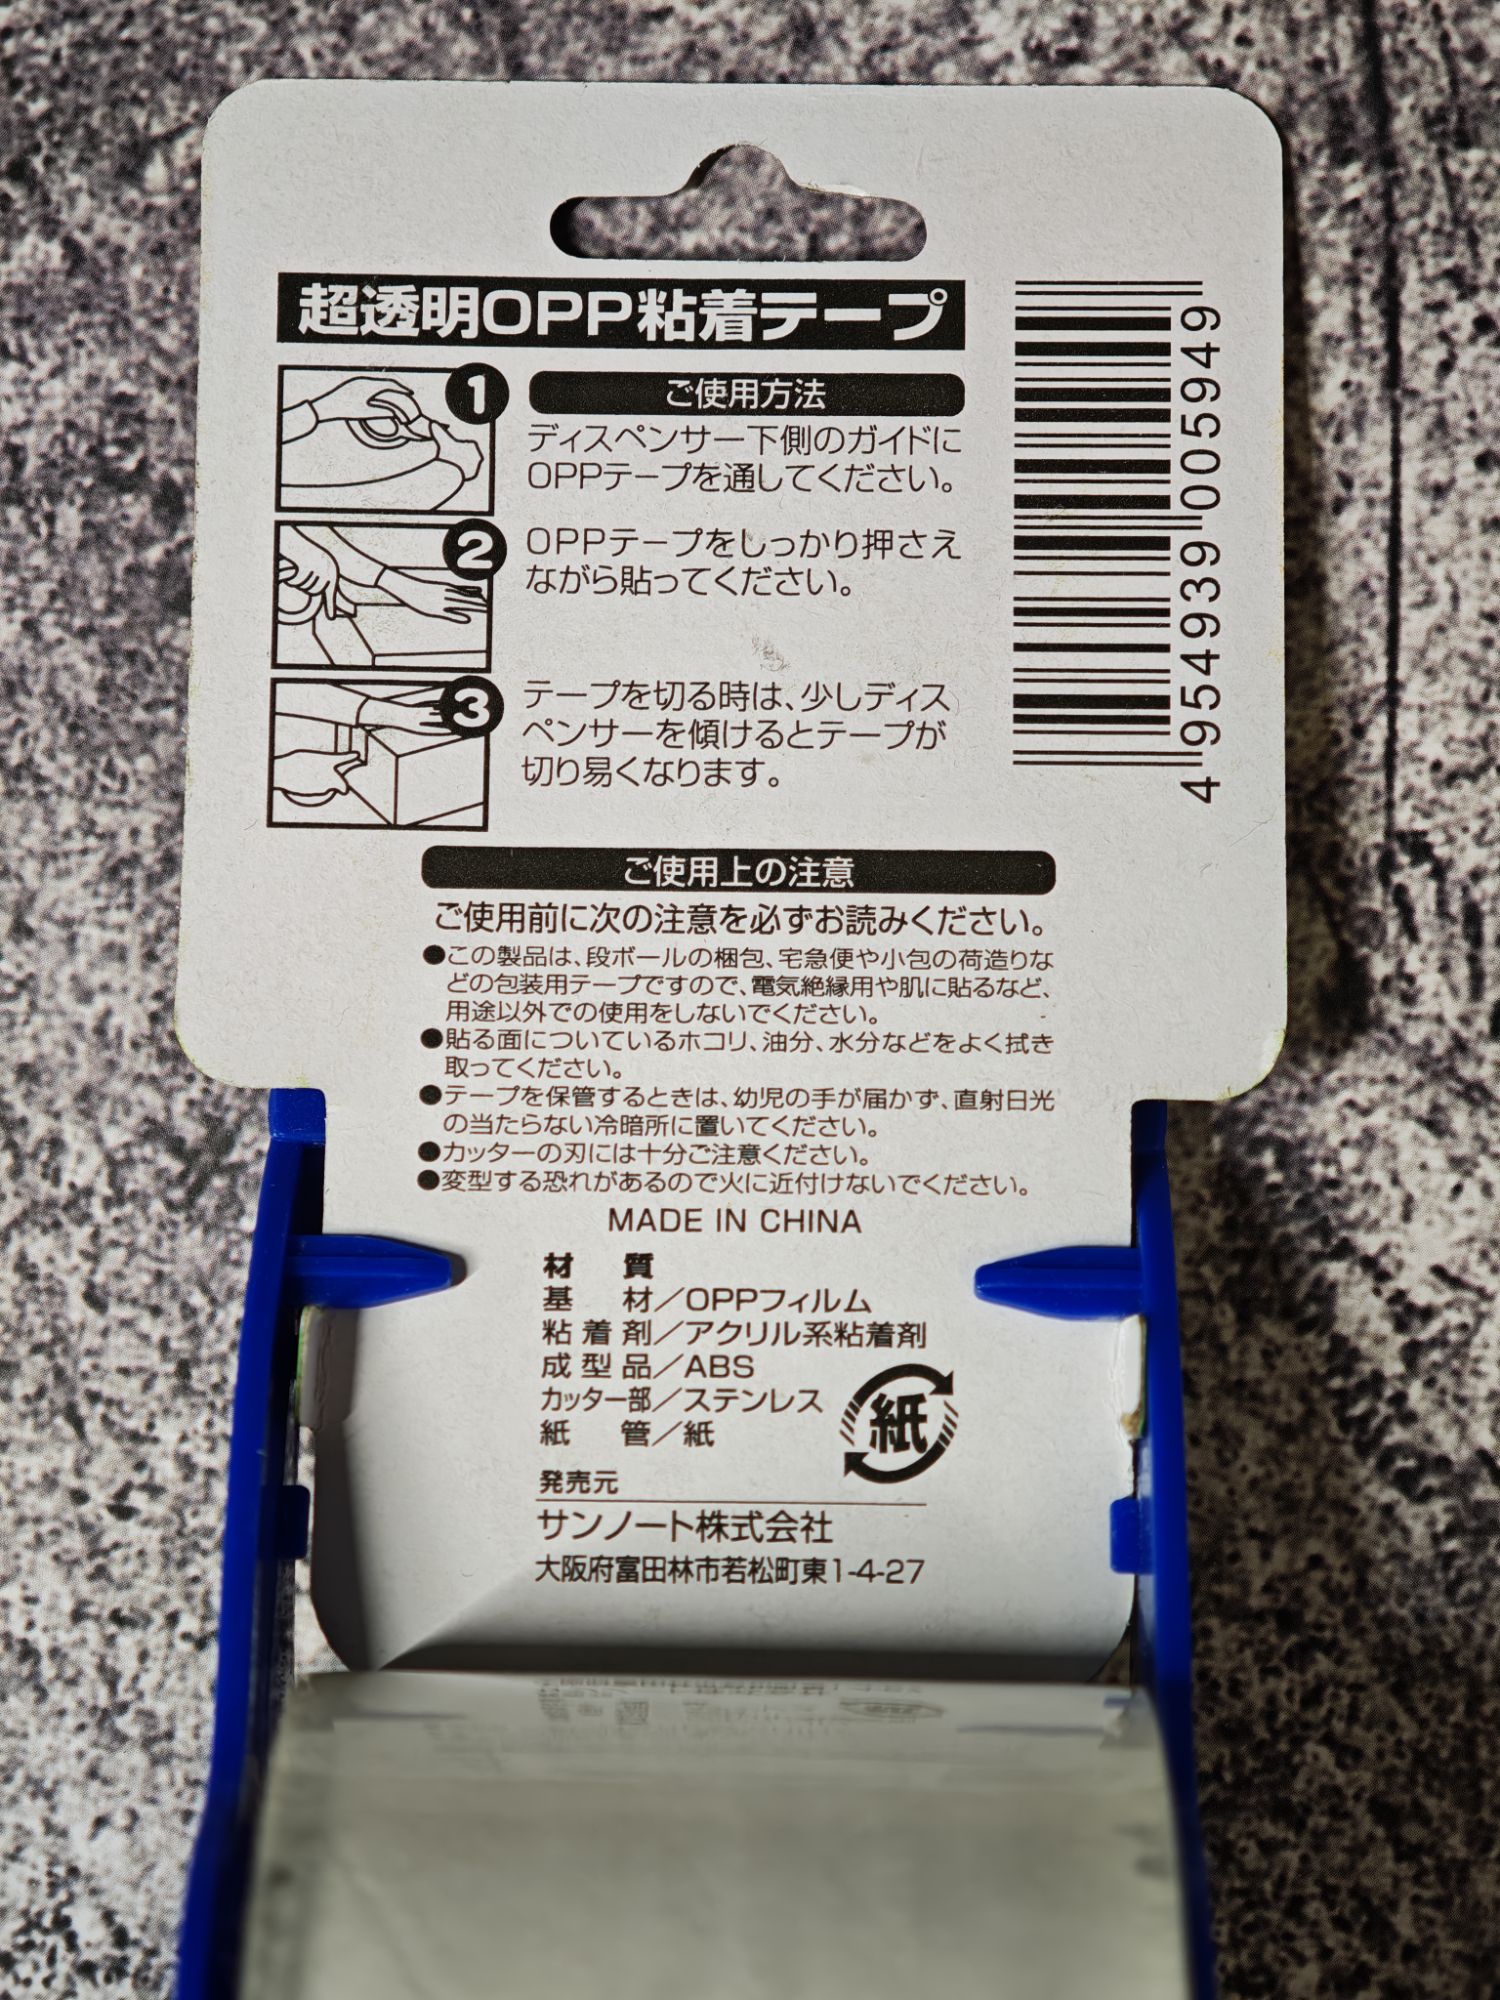 超透明OPP粘着テープ
1
ご使用方法
ディスペンサー下側のガイドに
OPPテープを通してください。
2
OPPテープをしっかり押さえ
ながら貼ってください。
3
テープを切る時は、少しディス
ペンサーを傾けるとテープが
切り易くなります。
4 954939 005949
ご使用上の注意
ご使用前に次の注意を必ずお読みください。
●この製品は、段ボールの梱包、宅急便や小包の荷造りな
どの包装用テープですので、電気絶縁用や肌に貼るなど、
用途以外での使用をしないでください。
●貼る面についているホコリ、油分、水分などをよく拭き
取ってください。
●テープを保管するときは、幼児の手が届かず、直射日光
の当たらない冷暗所に置いてください。
●カッターの刃には十分ご注意ください。
●変型する恐れがあるので火に近付けないでください。
MADE IN CHINA
材　質
基　材／OPPフィルム
粘着剤／アクリル系粘着剤
成型品／ABS
カッター部／ステンレス
紙　管／紙
紙
発売元
サンノート株式会社
大阪府富田林市若松町東1-4-27